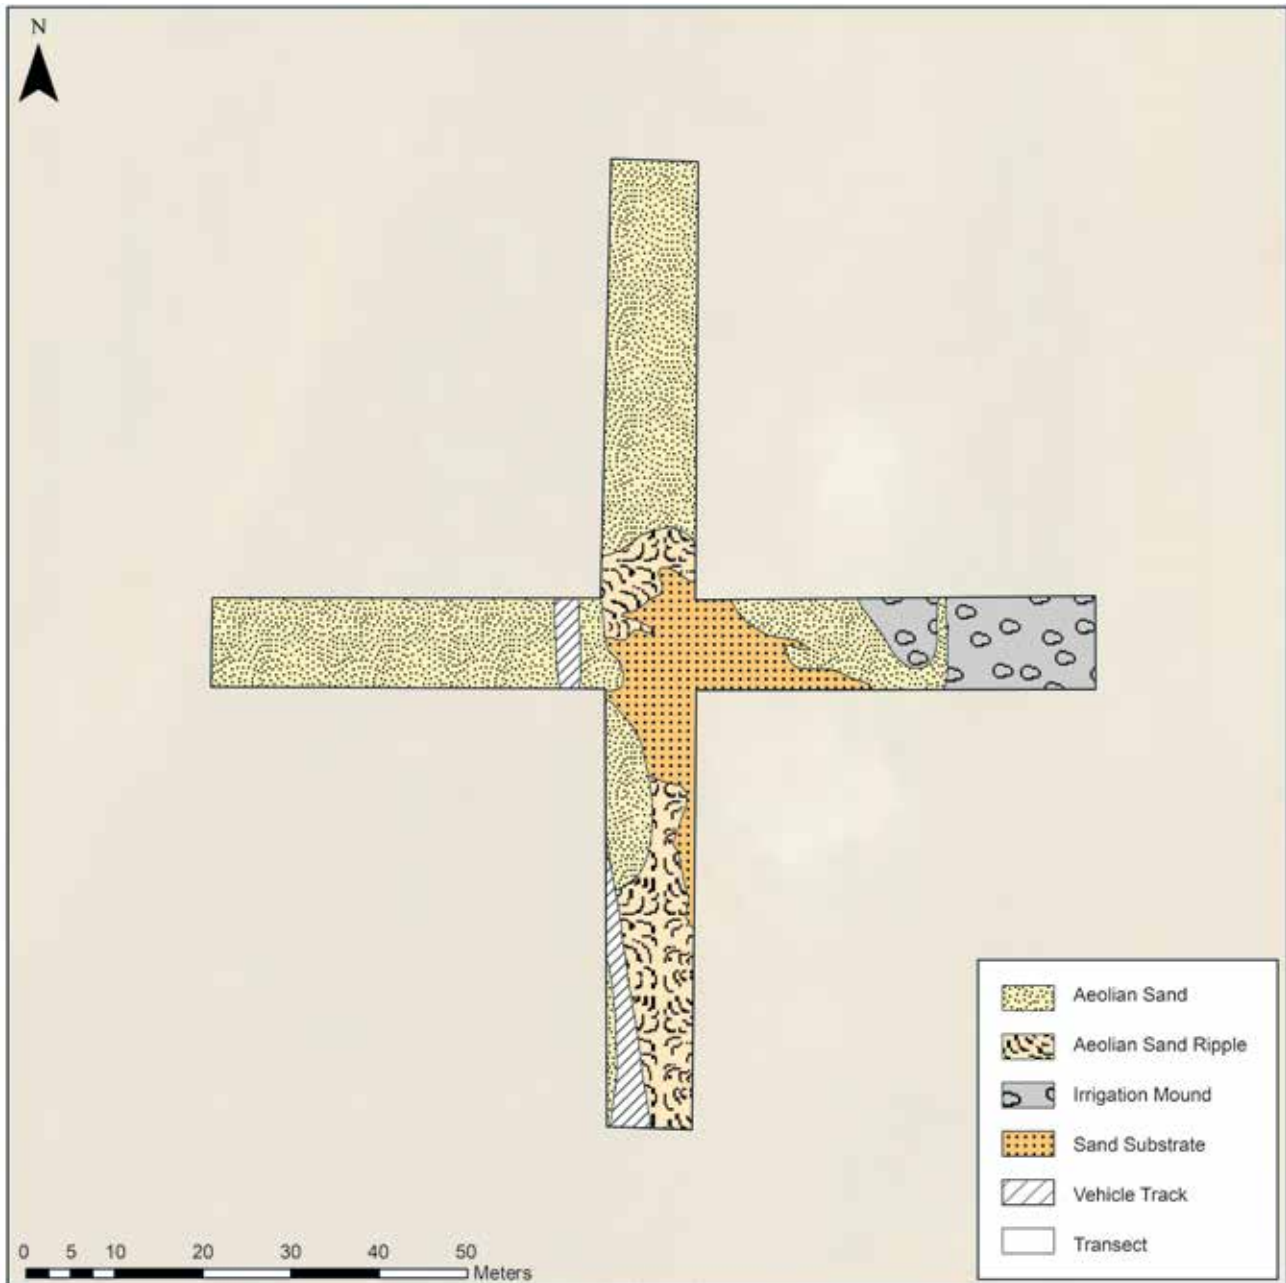 N
Aeolian Sand
Aeolian Sand Ripple
Irrigation Mound
Sand Substrate
Vehicle Track
Transect
0 5 10 20 30 40 50
Meters